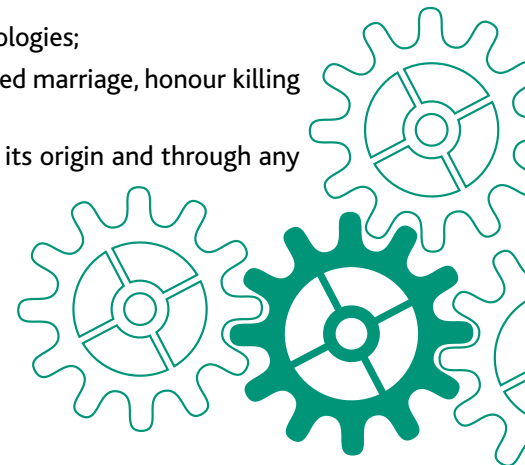 ologies;
ed marriage, honour killing
its origin and through any